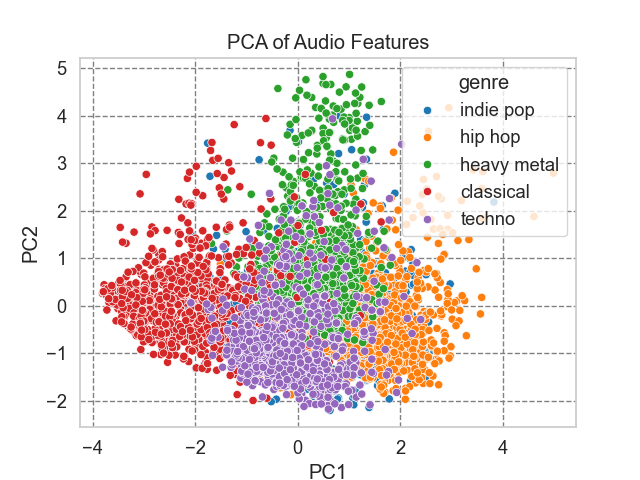 PCA of Audio Features
genre
indie pop
hip hop
heavy metal
classical
techno
PC2
5
4
3
2
1
0
−1
−2
−4
−2
0
2
4
PC1